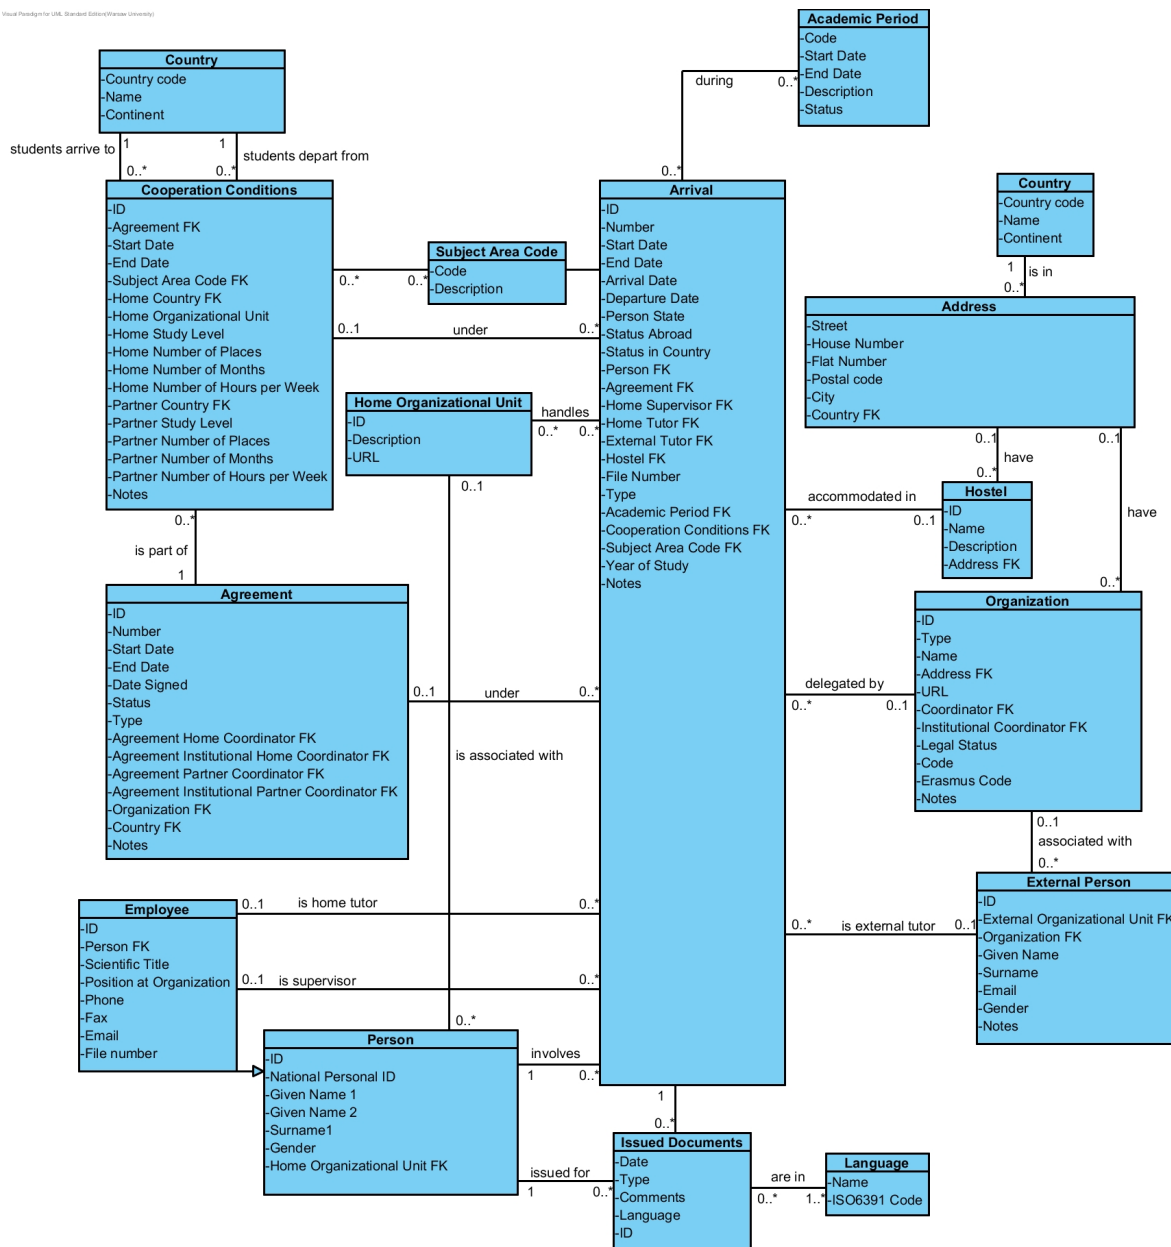 Visual Paradigm for UML Standard Edition(Warsaw University)
Academic Period
-Code
-Start Date
-End Date
-Description
-Status
during
0..*
0..*
Country
-Country code
-Name
-Continent
students arrive to
1
0..*
1
0..*
students depart from
Cooperation Conditions
-ID
-Agreement FK
-Start Date
-End Date
-Subject Area Code FK
-Home Country FK
-Home Organizational Unit
-Home Study Level
-Home Number of Places
-Home Number of Months
-Home Number of Hours per Week
-Partner Country FK
-Partner Study Level
-Partner Number of Places
-Partner Number of Months
-Partner Number of Hours per Week
-Notes
0..*
0..*
Subject Area Code
-Code
-Description
0..1
under
0..*
Arrival
-ID
-Number
-Start Date
-End Date
-Arrival Date
-Departure Date
-Person State
-Status Abroad
-Status in Country
-Person FK
-Agreement FK
-Home Supervisor FK
-Home Tutor FK
-External Tutor FK
-Hostel FK
-File Number
-Type
-Academic Period FK
-Cooperation Conditions FK
-Subject Area Code FK
-Year of Study
-Notes
Country
-Country code
-Name
-Continent
1
is in
0..*
Address
-Street
-House Number
-Flat Number
-Postal code
-City
-Country FK
0..1
have
0..*
0..1
have
0..*
Home Organizational Unit
-ID
-Description
-URL
handles
0..*
0..*
0..1
is associated with
0..*
accommodated in
0..*
0..1
Hostel
-ID
-Name
-Description
-Address FK
0..*
is part of
1
Agreement
-ID
-Number
-Start Date
-End Date
-Date Signed
-Status
-Type
-Agreement Home Coordinator FK
-Agreement Institutional Home Coordinator FK
-Agreement Partner Coordinator FK
-Agreement Institutional Partner Coordinator FK
-Organization FK
-Country FK
-Notes
0..1
under
0..*
Organization
-ID
-Type
-Name
-Address FK
-URL
-Coordinator FK
-Institutional Coordinator FK
-Legal Status
-Code
-Erasmus Code
-Notes
delegated by
0..*
0..1
0..1
associated with
0..*
External Person
-ID
-External Organizational Unit FK
-Organization FK
-Given Name
-Surname
-Email
-Gender
-Notes
0..*
is external tutor
0..1
Employee
-ID
-Person FK
-Scientific Title
-Position at Organization
-Phone
-Fax
-Email
-File number
0..1
is home tutor
0..*
0..1
is supervisor
0..*
Person
-ID
-National Personal ID
-Given Name 1
-Given Name 2
-Surname1
-Gender
-Home Organizational Unit FK
involves
1
0..*
1
0..*
issued for
1
0..*
Issued Documents
-Date
-Type
-Comments
-Language
-ID
are in
0..*
1..*
Language
-Name
-ISO6391 Code